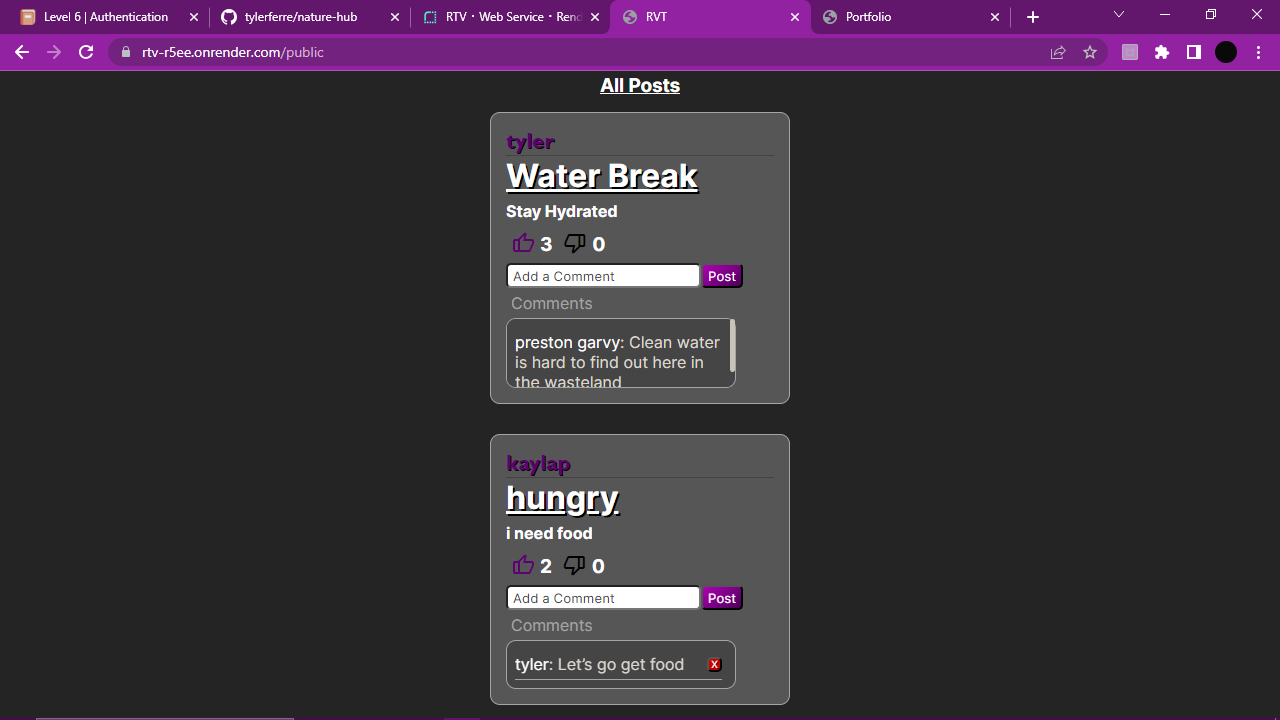 Level 6 | Authentication
tylerferre/nature-hub
RTV · Web Service · Rend
RVT
Portfolio
rtv-r5ee.onrender.com/public
All Posts
tyler
Water Break
Stay Hydrated
3 0
Add a Comment Post
Comments
preston garvy: Clean water
is hard to find out here in
the wasteland
kaylap
hungry
i need food
2 0
Add a Comment Post
Comments
tyler: Let's go get food X